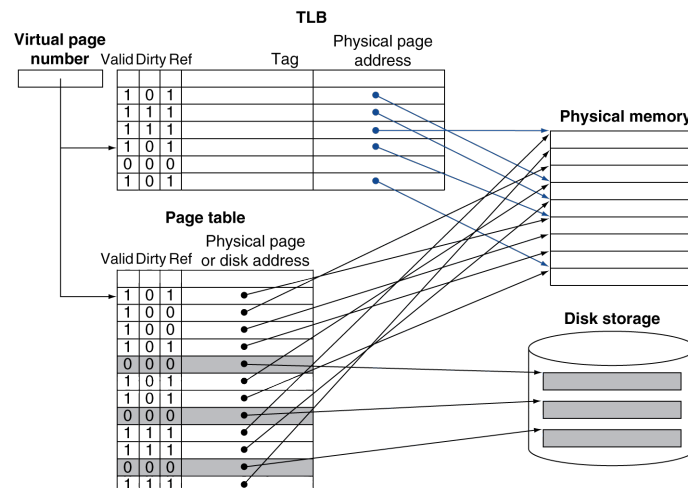 TLB
Virtual page
number
Valid Dirty Ref
Tag
Physical page
address
1 0 1
1 1 1
1 1 1
1 0 1
0 0 0
1 0 1
Physical memory
Page table
Valid Dirty Ref
Physical page
or disk address
1 0 1
1 0 0
1 0 0
1 0 1
0 0 0
1 0 1
1 0 1
0 0 0
1 1 1
1 1 1
0 0 0
1 1 1
Disk storage